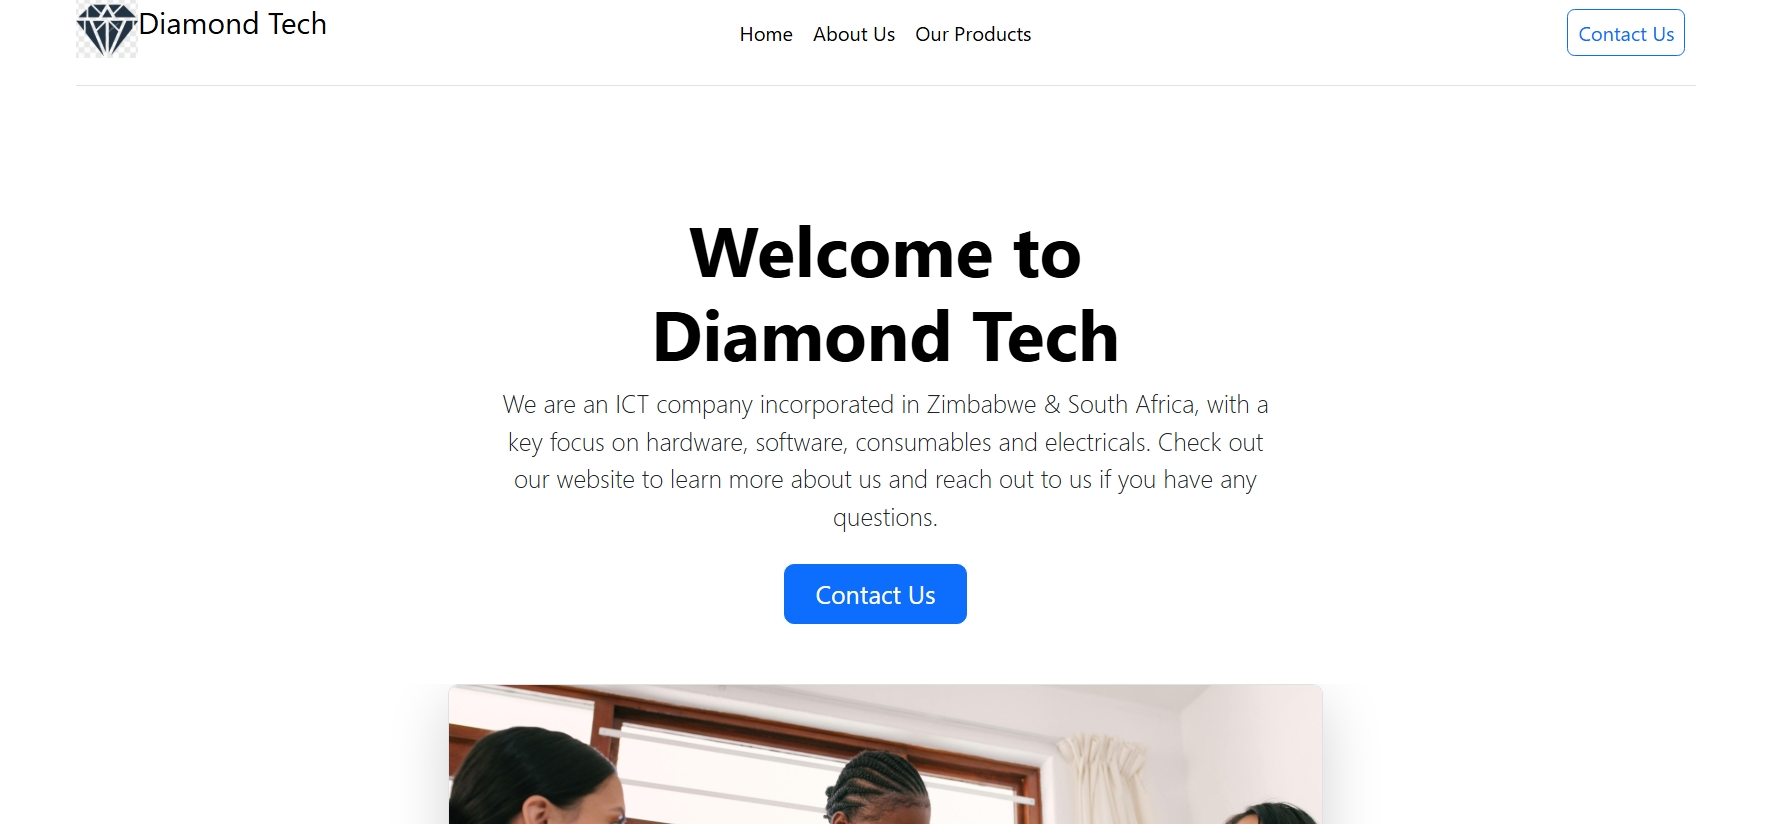 Diamond Tech
Home About Us Our Products
Contact Us
Welcome to
Diamond Tech
We are an ICT company incorporated in Zimbabwe & South Africa, with a
key focus on hardware, software, consumables and electricals. Check out
our website to learn more about us and reach out to us if you have any
questions.
Contact Us